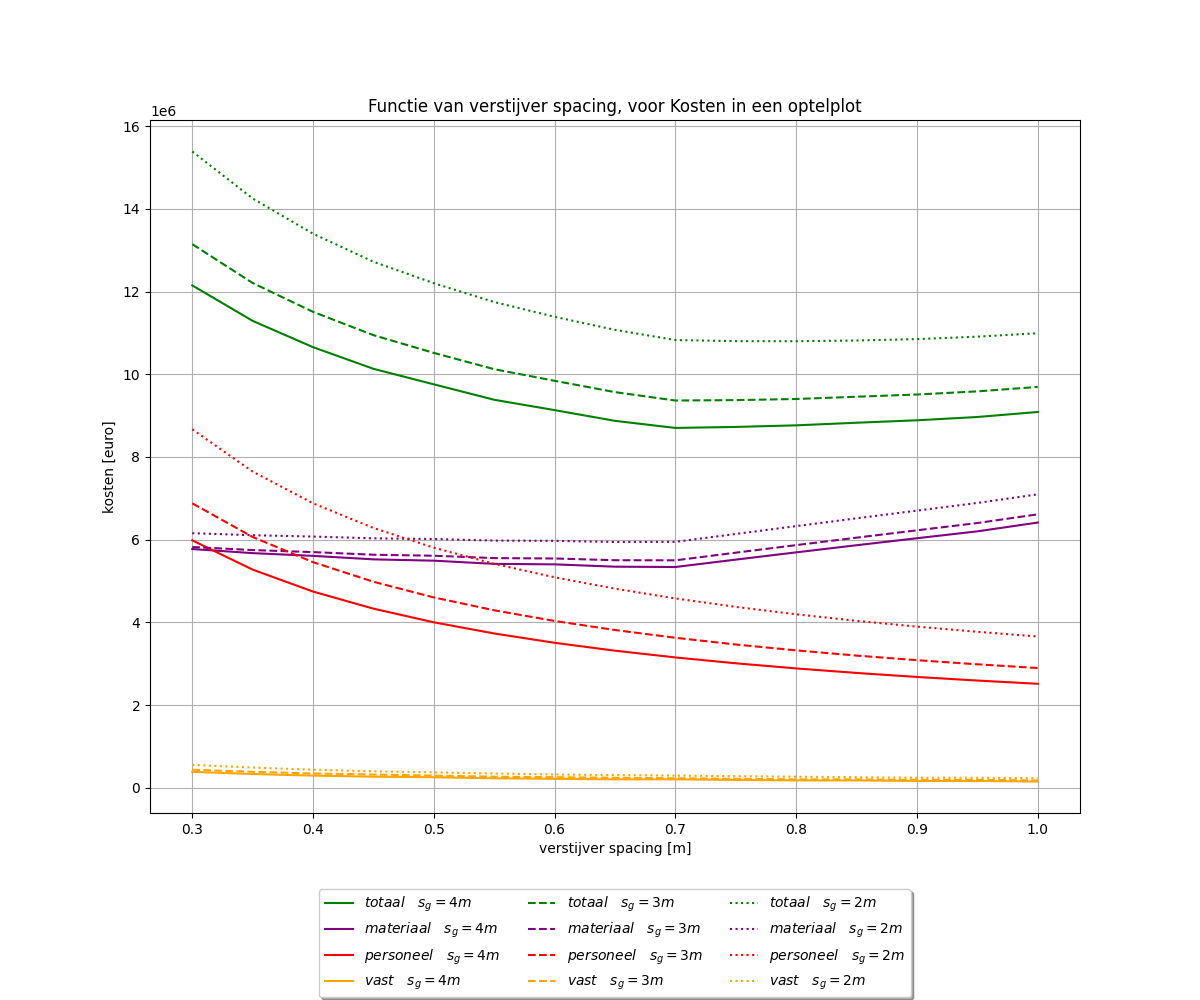 Functie van verstijver spacing, voor Kosten in een optelplot
1e6
16
14
12
10
8
6
4
2
0
kosten [euro]
0.3 0.4 0.5 0.6 0.7 0.8 0.9 1.0
verstijver spacing [m]
totaal s_g = 4m totaal s_g = 3m totaal s_g = 2m
materiaal s_g = 4m materiaal s_g = 3m materiaal s_g = 2m
personeel s_g = 4m personeel s_g = 3m personeel s_g = 2m
vast s_g = 4m vast s_g = 3m vast s_g = 2m